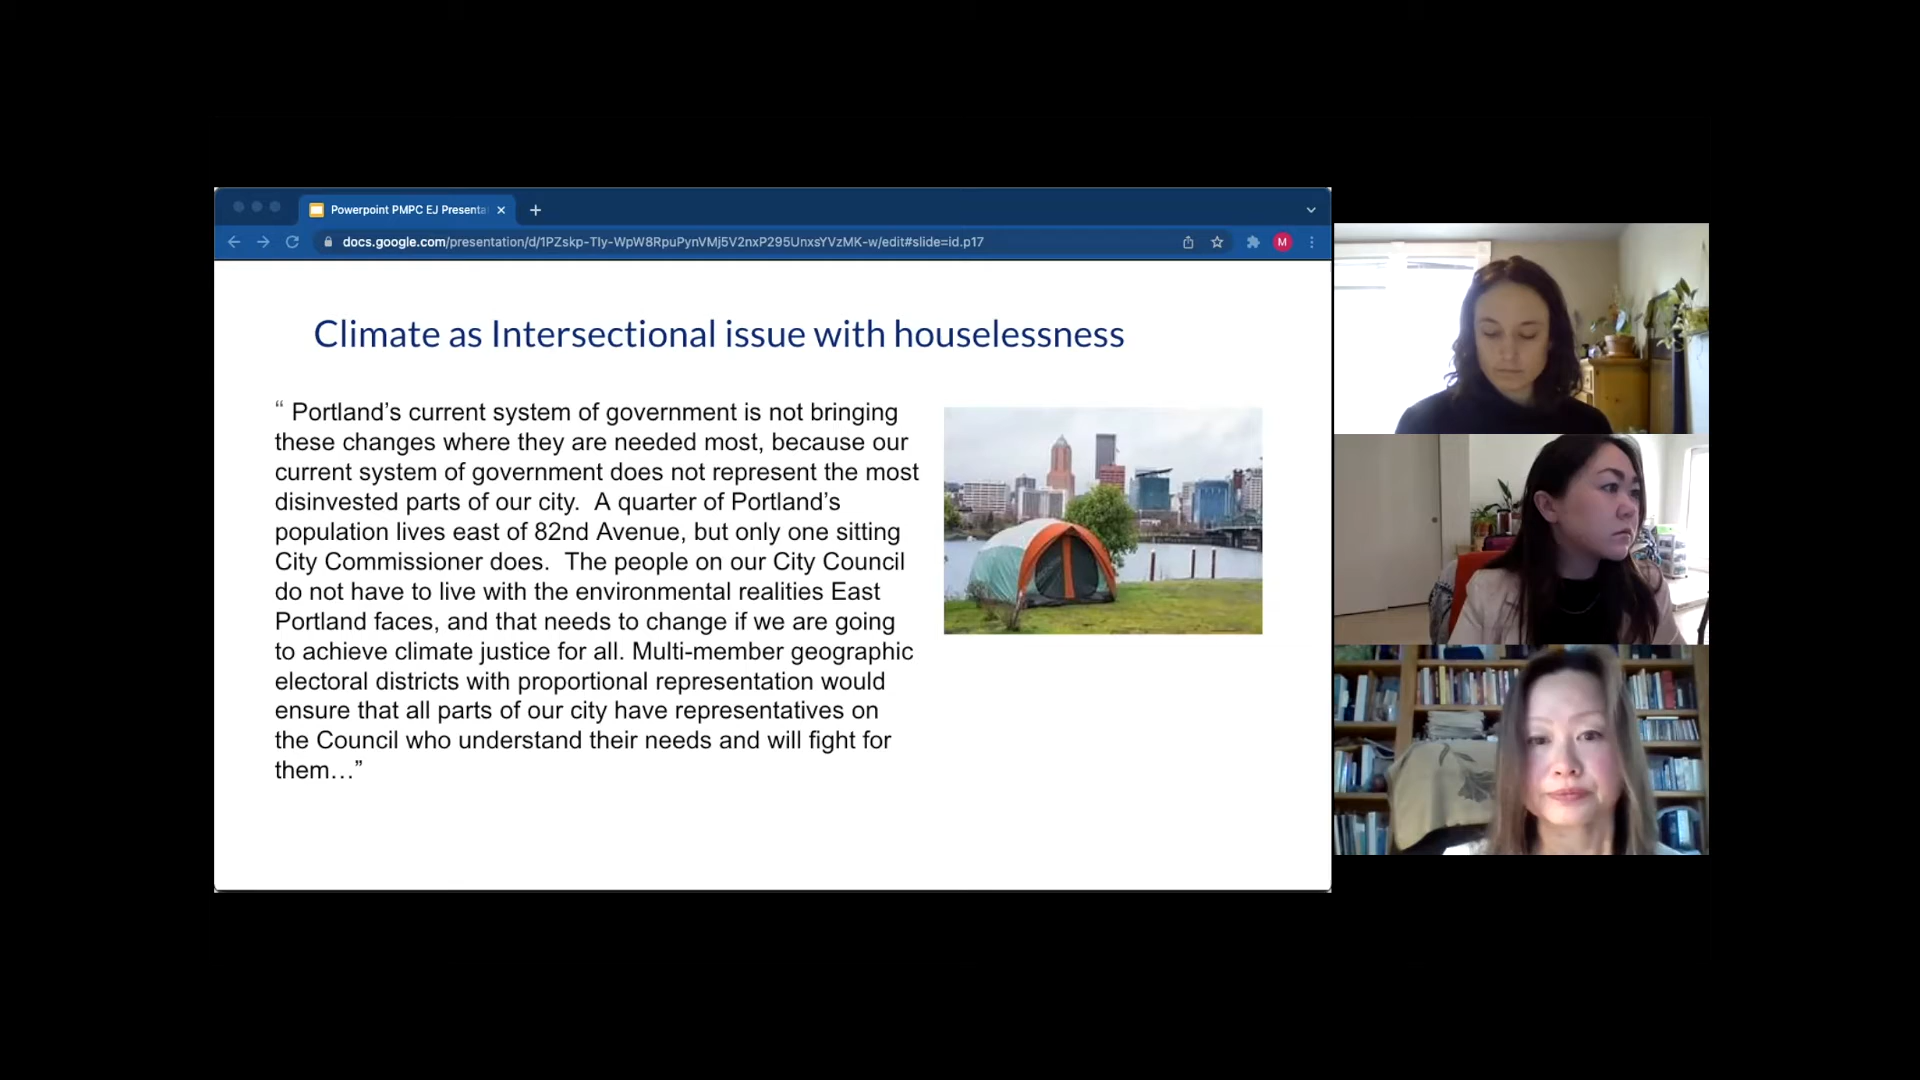 Powerpoint PMPC EJ Presenta
docs.google.com/presentation/d/1PZskp-Tly-WpW8RpuPynVMj5V2nxP295UnxsYVzMK-w/edit#slide=id.p17
M
Climate as Intersectional issue with houselessness
“ Portland’s current system of government is not bringing
these changes where they are needed most, because our
current system of government does not represent the most
disinvested parts of our city.  A quarter of Portland’s
population lives east of 82nd Avenue, but only one sitting
City Commissioner does.  The people on our City Council
do not have to live with the environmental realities East
Portland faces, and that needs to change if we are going
to achieve climate justice for all. Multi-member geographic
electoral districts with proportional representation would
ensure that all parts of our city have representatives on
the Council who understand their needs and will fight for
them…”